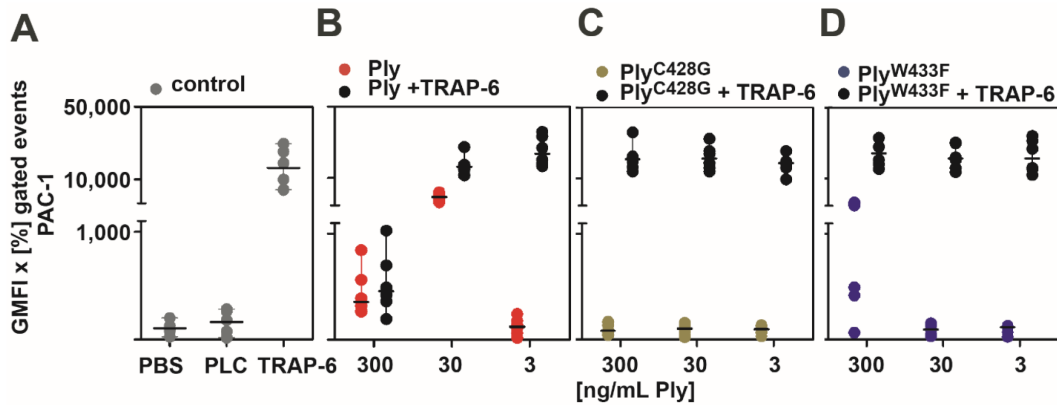 A B C D
control
Ply
Ply +TRAP-6
PlyC428G
PlyC428G + TRAP-6
PlyW433F
PlyW433F + TRAP-6
GMFI x [%] gated events
PAC-1
50,000
10,000
1,000
PBS PLC TRAP-6
300 30 3
300 30 3
300 30 3
[ng/mL Ply]